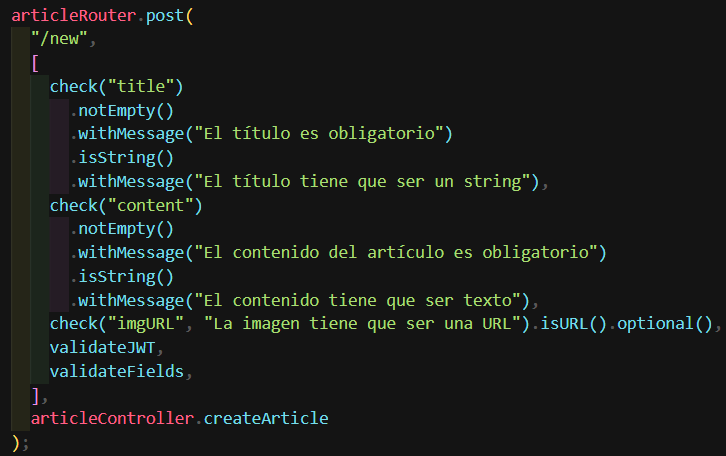 articleRouter.post(
"/new",
[
check("title")
.notEmpty()
.withMessage("El título es obligatorio")
.isString()
.withMessage("El título tiene que ser un string"),
check("content")
.notEmpty()
.withMessage("El contenido del artículo es obligatorio")
.isString()
.withMessage("El contenido tiene que ser texto"),
check("imgURL", "La imagen tiene que ser una URL").isURL().optional(),
validateJWT,
validateFields,
],
articleController.createArticle
);